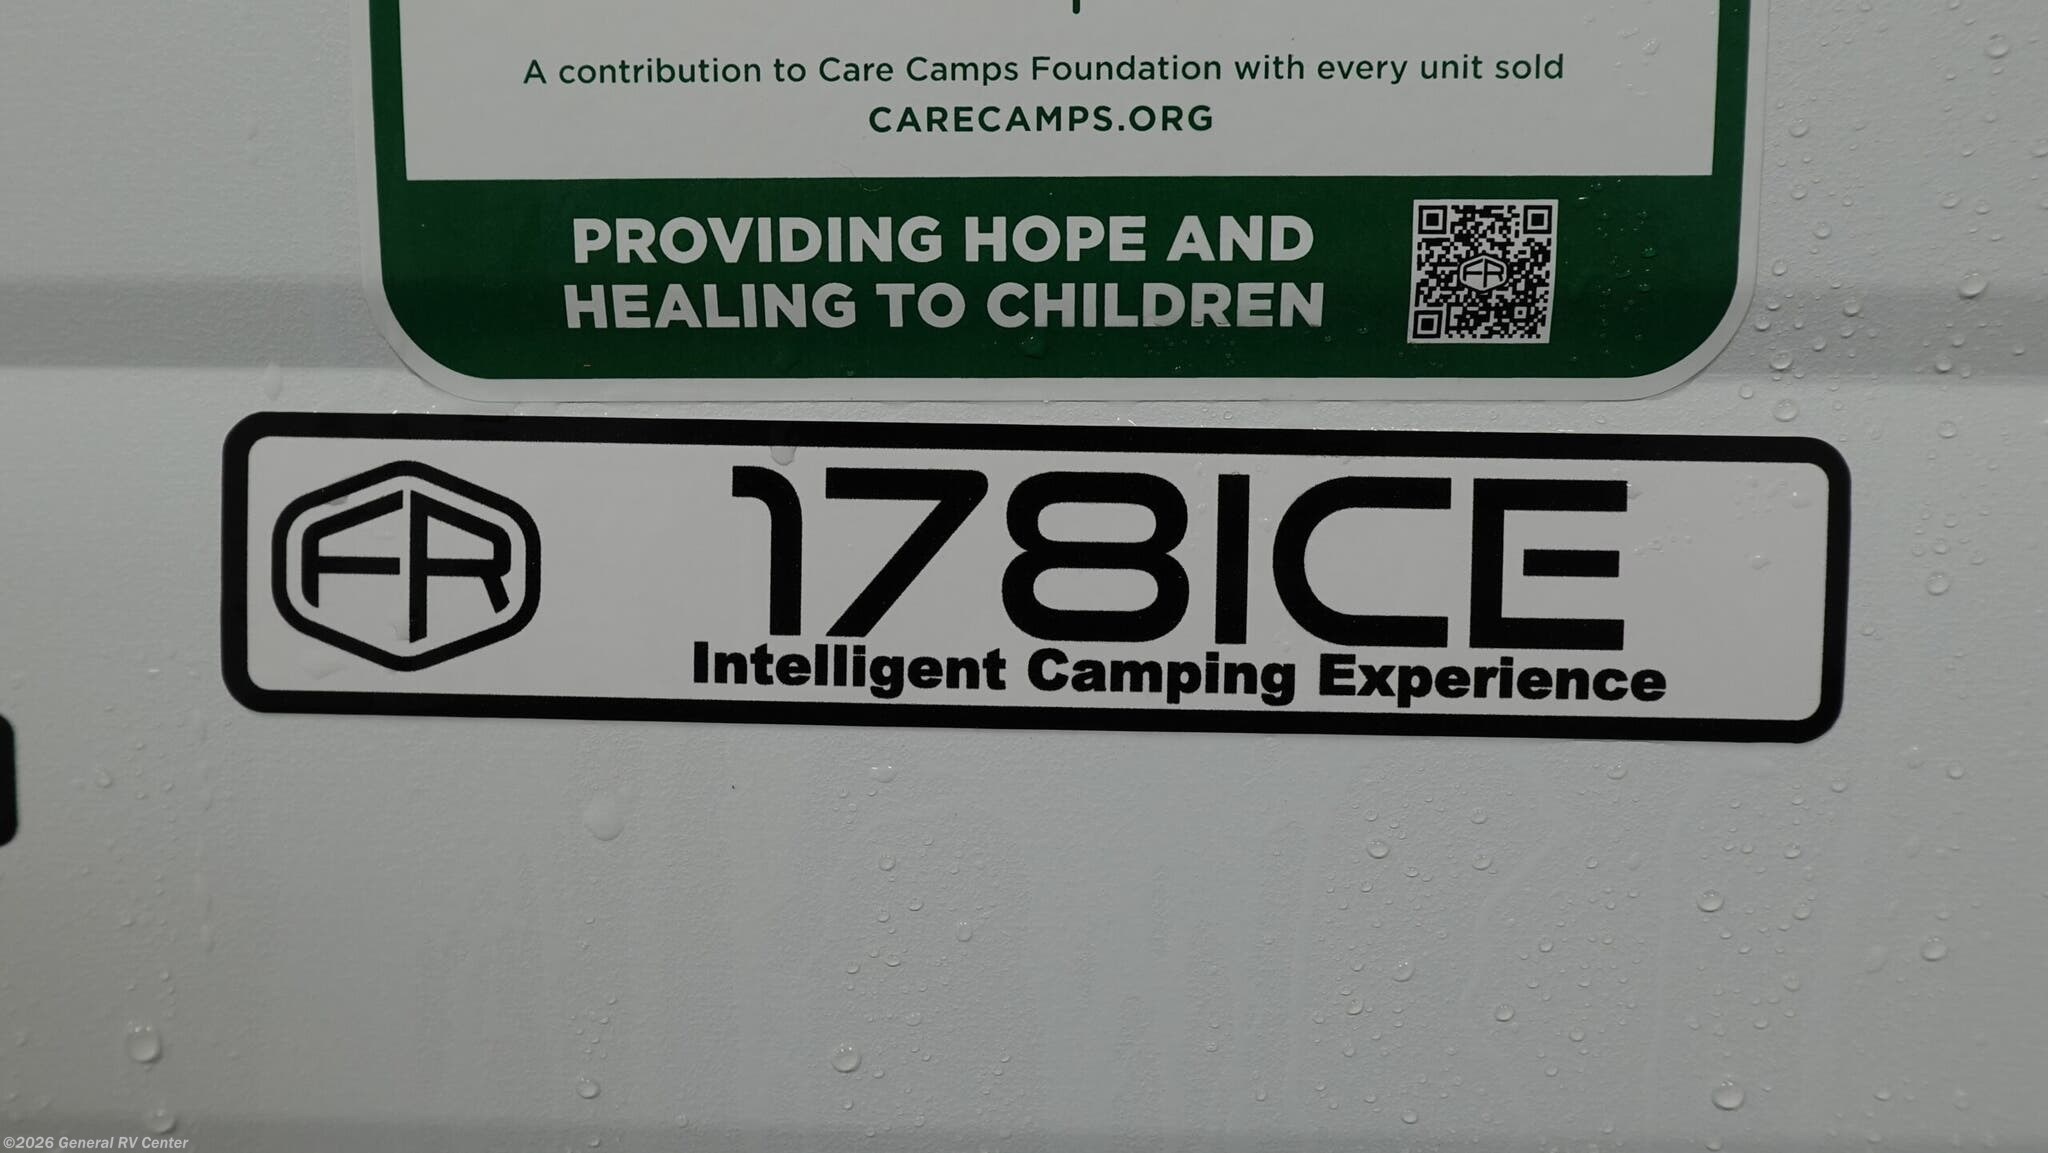 A contribution to Care Camps Foundation with every unit sold
CARECAMPS.ORG
PROVIDING HOPE AND
HEALING TO CHILDREN
FR
FR
178ICE
Intelligent Camping Experience
©2026 General RV Center